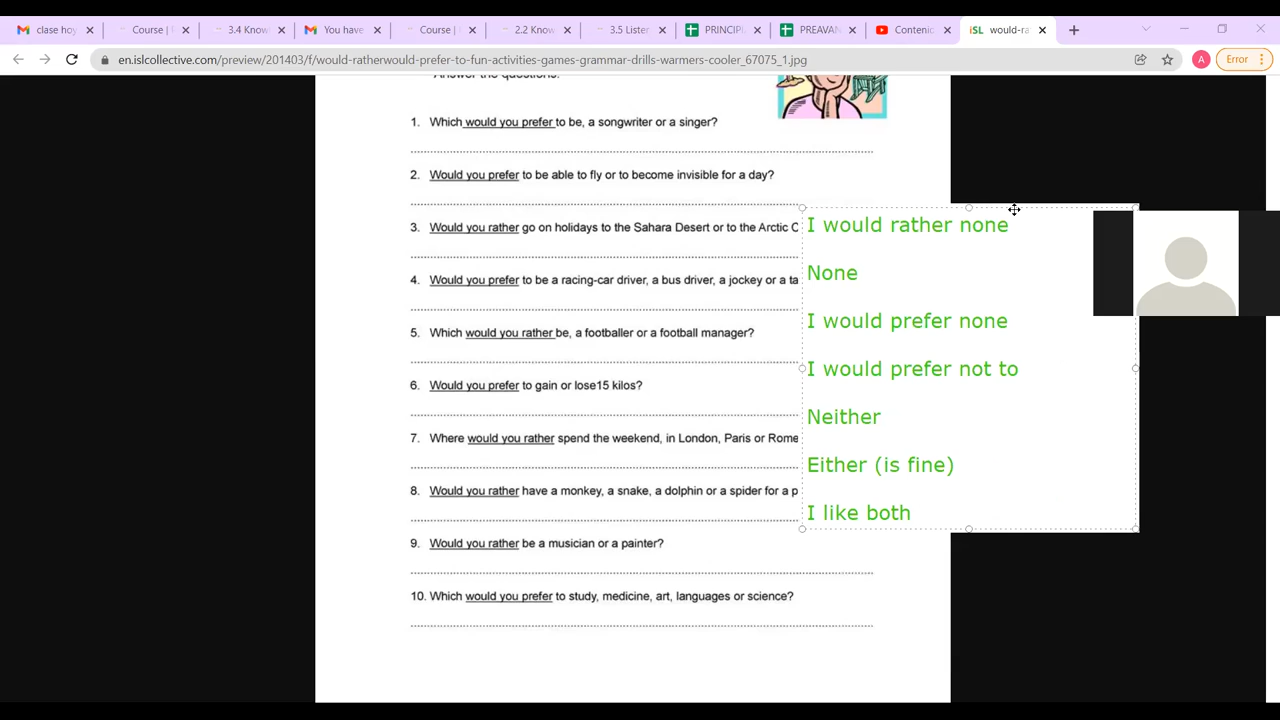 clase hoy
Course |
3.4 Know
You have
Course |
2.2 Know
3.5 Listen
PRINCIPI
PREAVAN
Conteni
would-ra
en.islcollective.com/preview/201403/f/would-ratherwould-prefer-to-fun-activities-games-grammar-drills-warmers-cooler_67075_1.jpg
A
Error
Answer the questions.
1. Which would you prefer to be, a songwriter or a singer?
2. Would you prefer to be able to fly or to become invisible for a day?
3. Would you rather go on holidays to the Sahara Desert or to the Arctic
4. Would you prefer to be a racing-car driver, a bus driver, a jockey or a
5. Which would you rather be, a footballer or a football manager?
6. Would you prefer to gain or lose15 kilos?
7. Where would you rather spend the weekend, in London, Paris or Rome
8. Would you rather have a monkey, a snake, a dolphin or a spider for a
9. Would you rather be a musician or a painter?
10. Which would you prefer to study, medicine, art, languages or science?
I would rather none
None
I would prefer none
I would prefer not to
Neither
Either (is fine)
I like both